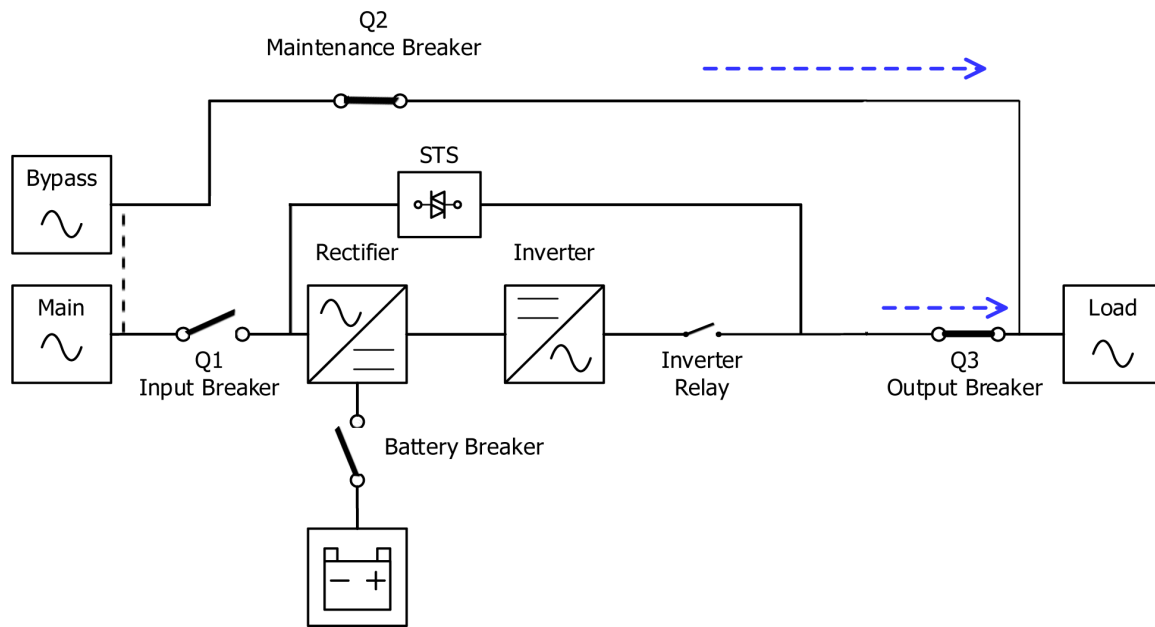 Q2
Maintenance Breaker
STS
Bypass
Rectifier
Inverter
Main
Load
Q1
Input Breaker
Inverter
Relay
Q3
Output Breaker
Battery Breaker
− +